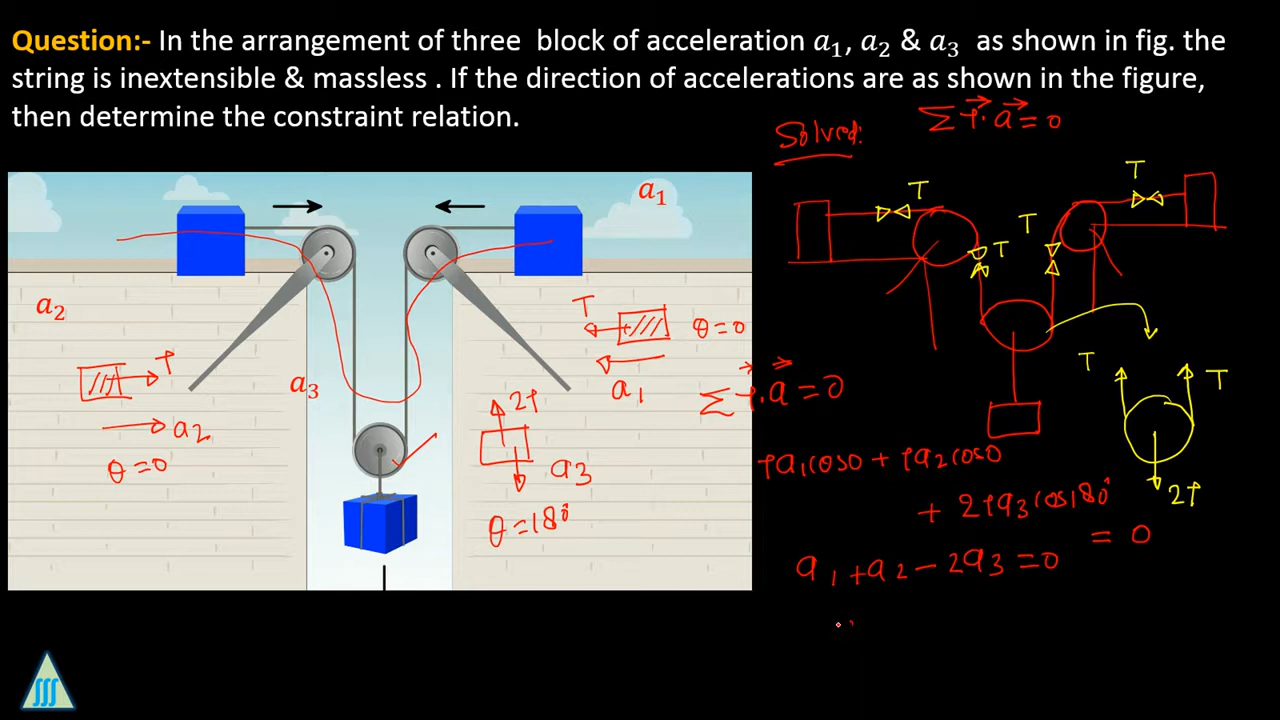 Question:- In the arrangement of three block of acceleration a₁, a₂ & a₃ as shown in fig. the
string is inextensible & massless . If the direction of accelerations are as shown in the figure,
then determine the constraint relation.
Solved:
Σ T⃗·a⃗ = 0
a₁
a₂
a₃
T
a₂
θ = 0
T
θ = 0
a₁
2T
a₃
θ = 180°
T
T
T
T
T
T
2T
Σ T⃗·a⃗ = 0
Ta₁cos0 + Ta₂cos0
+ 2Ta₃cos180°
= 0
a₁ + a₂ - 2a₃ = 0